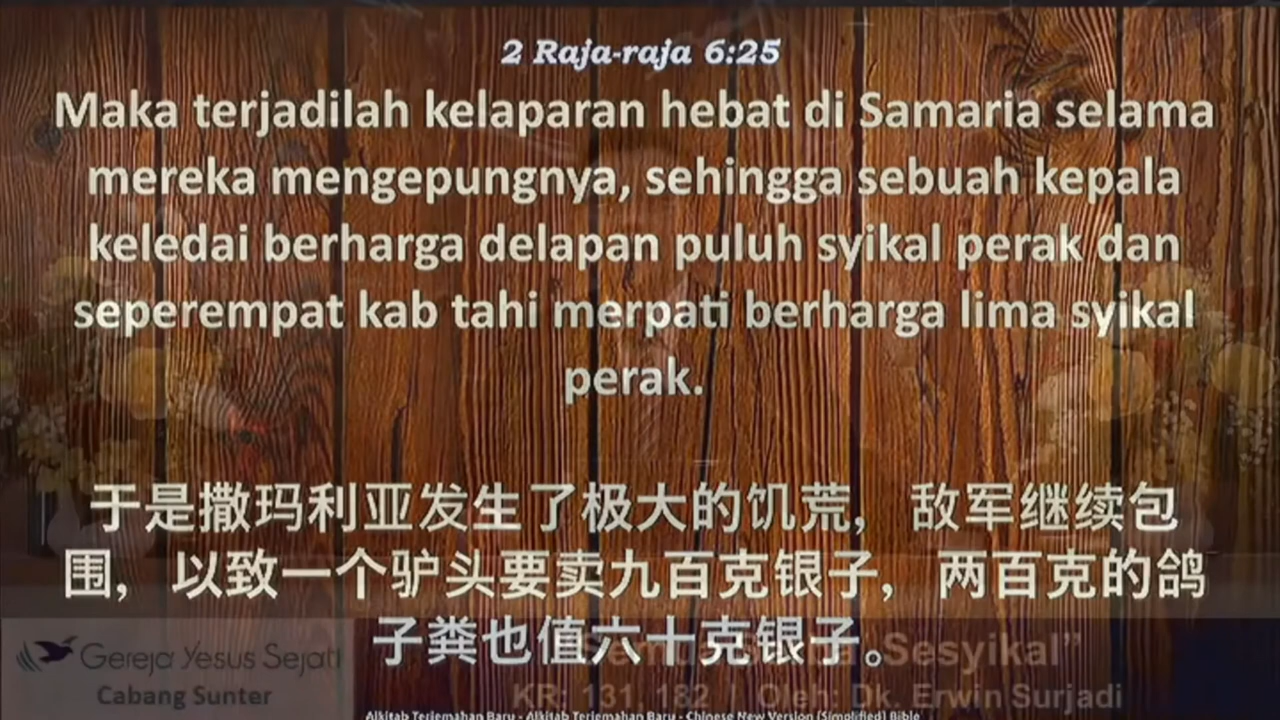 2 Raja-raja 6:25
Maka terjadilah kelaparan hebat di Samaria selama
mereka mengepungnya, sehingga sebuah kepala
keledai berharga delapan puluh syikal perak dan
seperempat kab tahi merpati berharga lima syikal
perak.
于是撒玛利亚发生了极大的饥荒， 敌军继续包
围， 以致一个驴头要卖九百克银子， 两百克的鸽
子粪也值六十克银子。
Sesyikal”
Gereja Yesus Sejati
Cabang Sunter
KR: 131, 182 / Oleh: Dk. Erwin Surjadi
Alkitab Terjemahan Baru - Alkitab Terjemahan Baru - Chinese New Version (Simplified) Bible